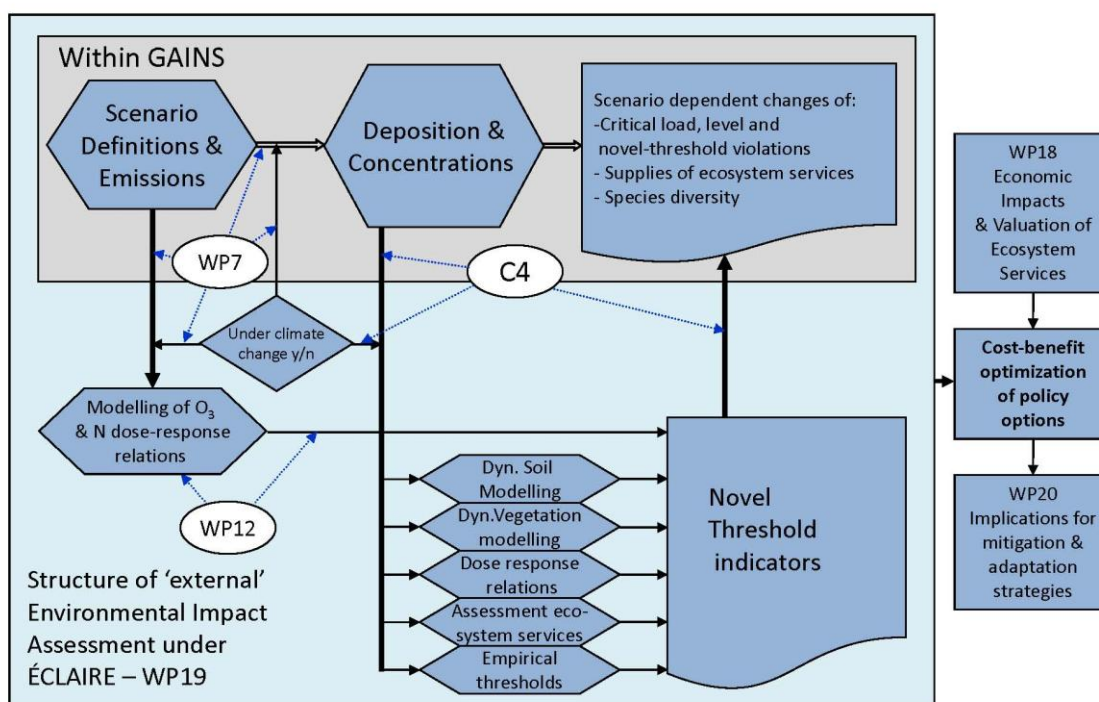 Within GAINS
Scenario
Definitions &
Emissions
Deposition &
Concentrations
Scenario dependent changes of:
-Critical load, level and
novel-threshold violations
- Supplies of ecosystem services
- Species diversity
WP7
C4
Under climate
change y/n
Modelling of O₃
& N dose-response
relations
WP12
Dyn. Soil
Modelling
Dyn.Vegetation
modelling
Dose response
relations
Assessment eco-
system services
Empirical
thresholds
Novel
Threshold
indicators
Structure of ‘external’
Environmental Impact
Assessment under
ÉCLAIRE – WP19
WP18
Economic
Impacts
& Valuation of
Ecosystem
Services
Cost-benefit
optimization
of policy
options
WP20
Implications for
mitigation &
adaptation
strategies